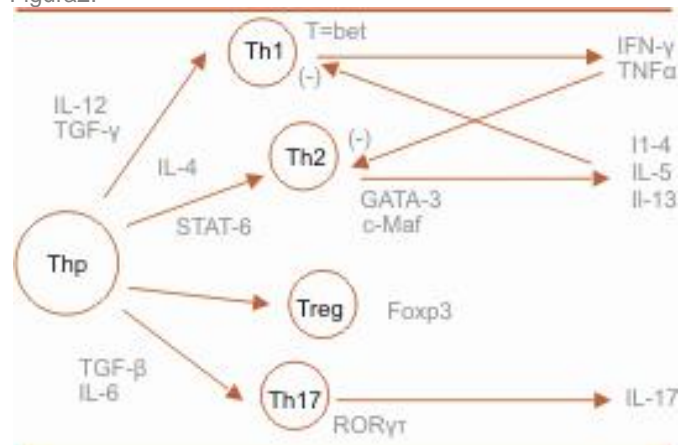 Figura2.
Th1
T=bet
(-)
IFN-γ
TNFα
IL-12
TGF-γ
IL-4
STAT-6
Th2
(-)
GATA-3
c-Maf
I1-4
IL-5
Il-13
Thp
Treg
Foxp3
TGF-β
IL-6
Th17
RORγτ
IL-17